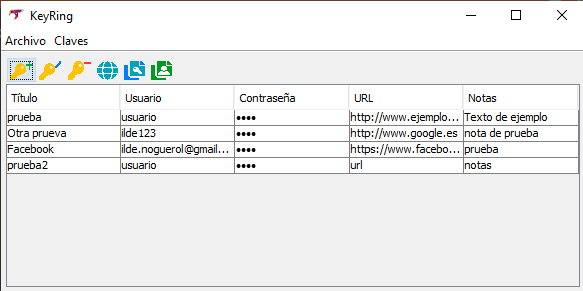 KeyRing
Archivo Claves
Título Usuario Contraseña URL Notas
prueba usuario •••• http://www.ejemplo... Texto de ejemplo
Otra prueva ilde123 •••• http://www.google.es nota de prueba
Facebook ilde.noguerol@gmail... •••• https://www.facebo... prueba
prueba2 usuario •••• url notas